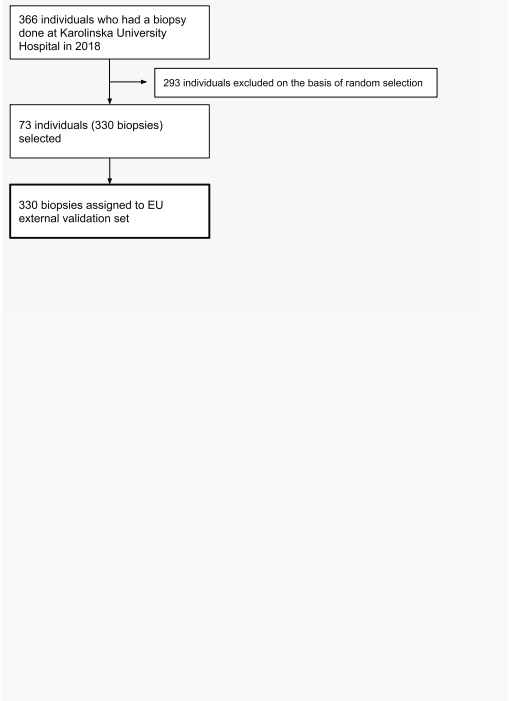 366 individuals who had a biopsy
done at Karolinska University
Hospital in 2018
293 individuals excluded on the basis of random selection
73 individuals (330 biopsies)
selected
330 biopsies assigned to EU
external validation set